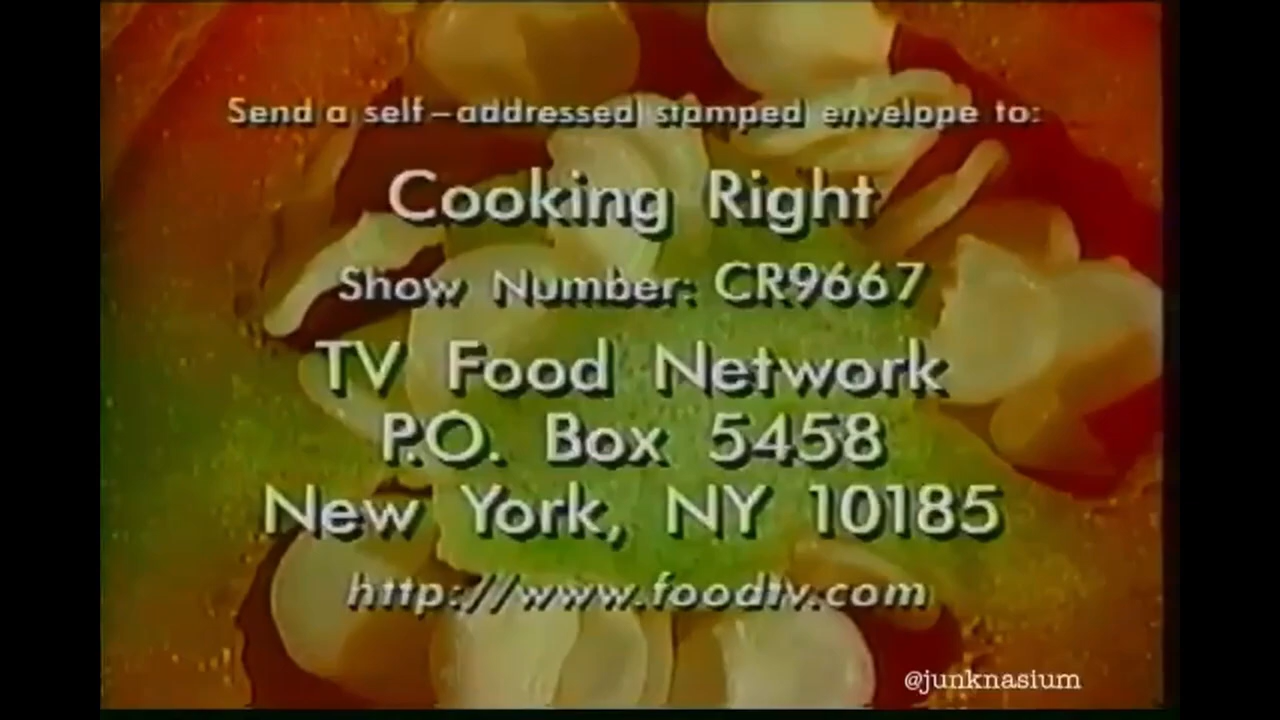 Send a self-addressed stamped envelope to:
Cooking Right
Show Number: CR9667
TV Food Network
P.O. Box 5458
New York, NY 10185
http://www.foodtv.com
@junknasium